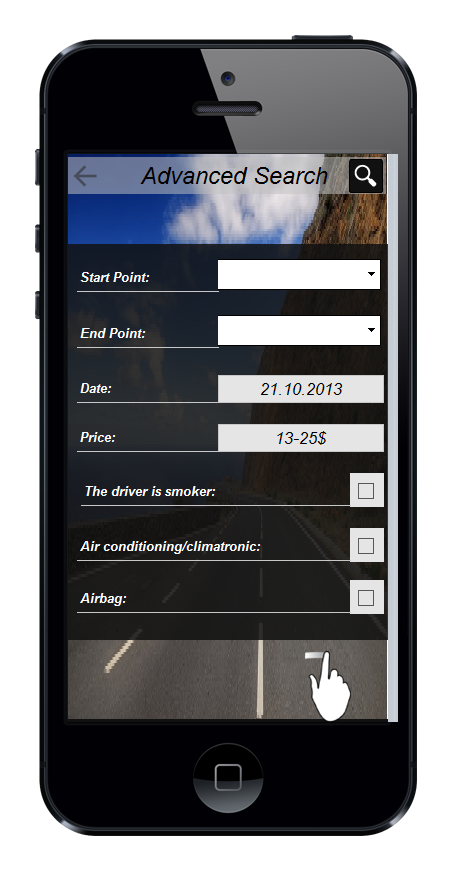 Advanced Search
Start Point:
End Point:
Date: 21.10.2013
Price: 13-25$
The driver is smoker:
Air conditioning/climatronic:
Airbag: